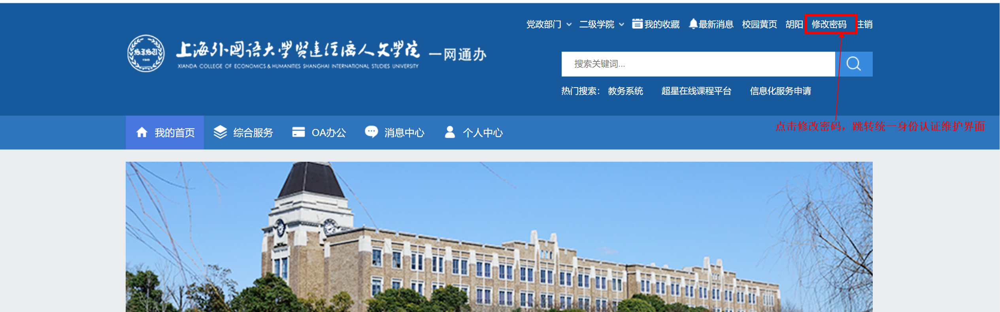 党政部门 二级学院 我的收藏 最新消息 校园黄页 胡阳 修改密码 注销
上海外国语大学贤达经济人文学院 一网通办
XIANDA COLLEGE OF ECONOMICS & HUMANITIES SHANGHAI INTERNATIONAL STUDIES UNIVERSITY
SISU
1949
搜索关键词...
热门搜索： 教务系统 超星在线课程平台 信息化服务申请
点击修改密码，跳转统一身份认证维护界面
我的首页 综合服务 OA办公 消息中心 个人中心